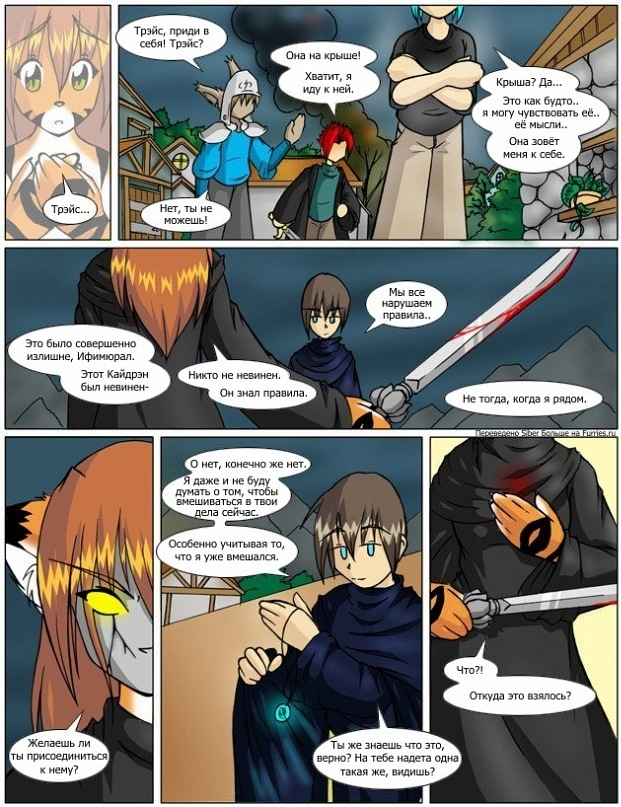 Трэйс...
Трэйс, приди в
себя! Трэйс?
Она на крыше!
Хватит, я
иду к ней.
Нет, ты не
можешь!
Крыша? Да...
Это как будто..
я могу чувствовать её..
её мысли..
Она зовёт
меня к себе.
Это было совершенно
излишне, Ифимюрал.
Этот Кайдрэн
был невинен-
Никто не невинен.
Он знал правила.
Мы все
нарушаем
правила..
Не тогда, когда я рядом.
Переведено Siber Больше на Furries.ru
Желаешь ли
ты присоединиться
к нему?
О нет, конечно же нет.
Я даже и не буду
думать о том, чтобы
вмешиваться в твои
дела сейчас.
Особенно учитывая то,
что я уже вмешался.
Ты же знаешь что это,
верно? На тебе надета одна
такая же, видишь?
Что?!
Откуда это взялось?